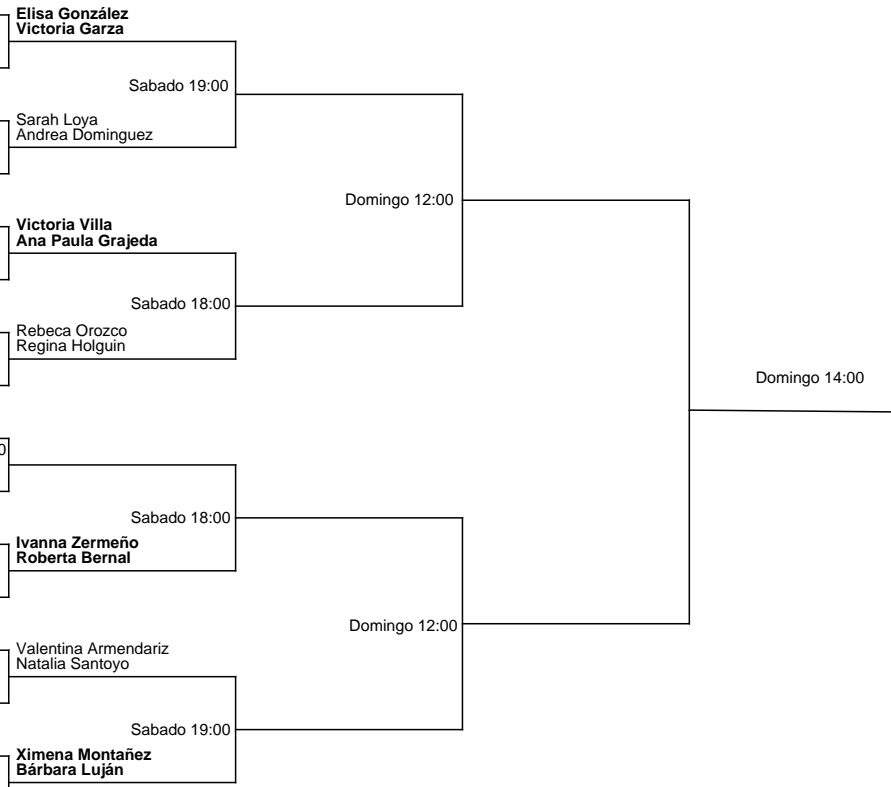 Elisa González
Victoria Garza
Sabado 19:00
Sarah Loya
Andrea Dominguez
Domingo 12:00
Victoria Villa
Ana Paula Grajeda
Sabado 18:00
Rebeca Orozco
Regina Holguin
Domingo 14:00
Sabado 18:00
Ivanna Zermeño
Roberta Bernal
Domingo 12:00
Valentina Armendariz
Natalia Santoyo
Sabado 19:00
Ximena Montañez
Bárbara Luján